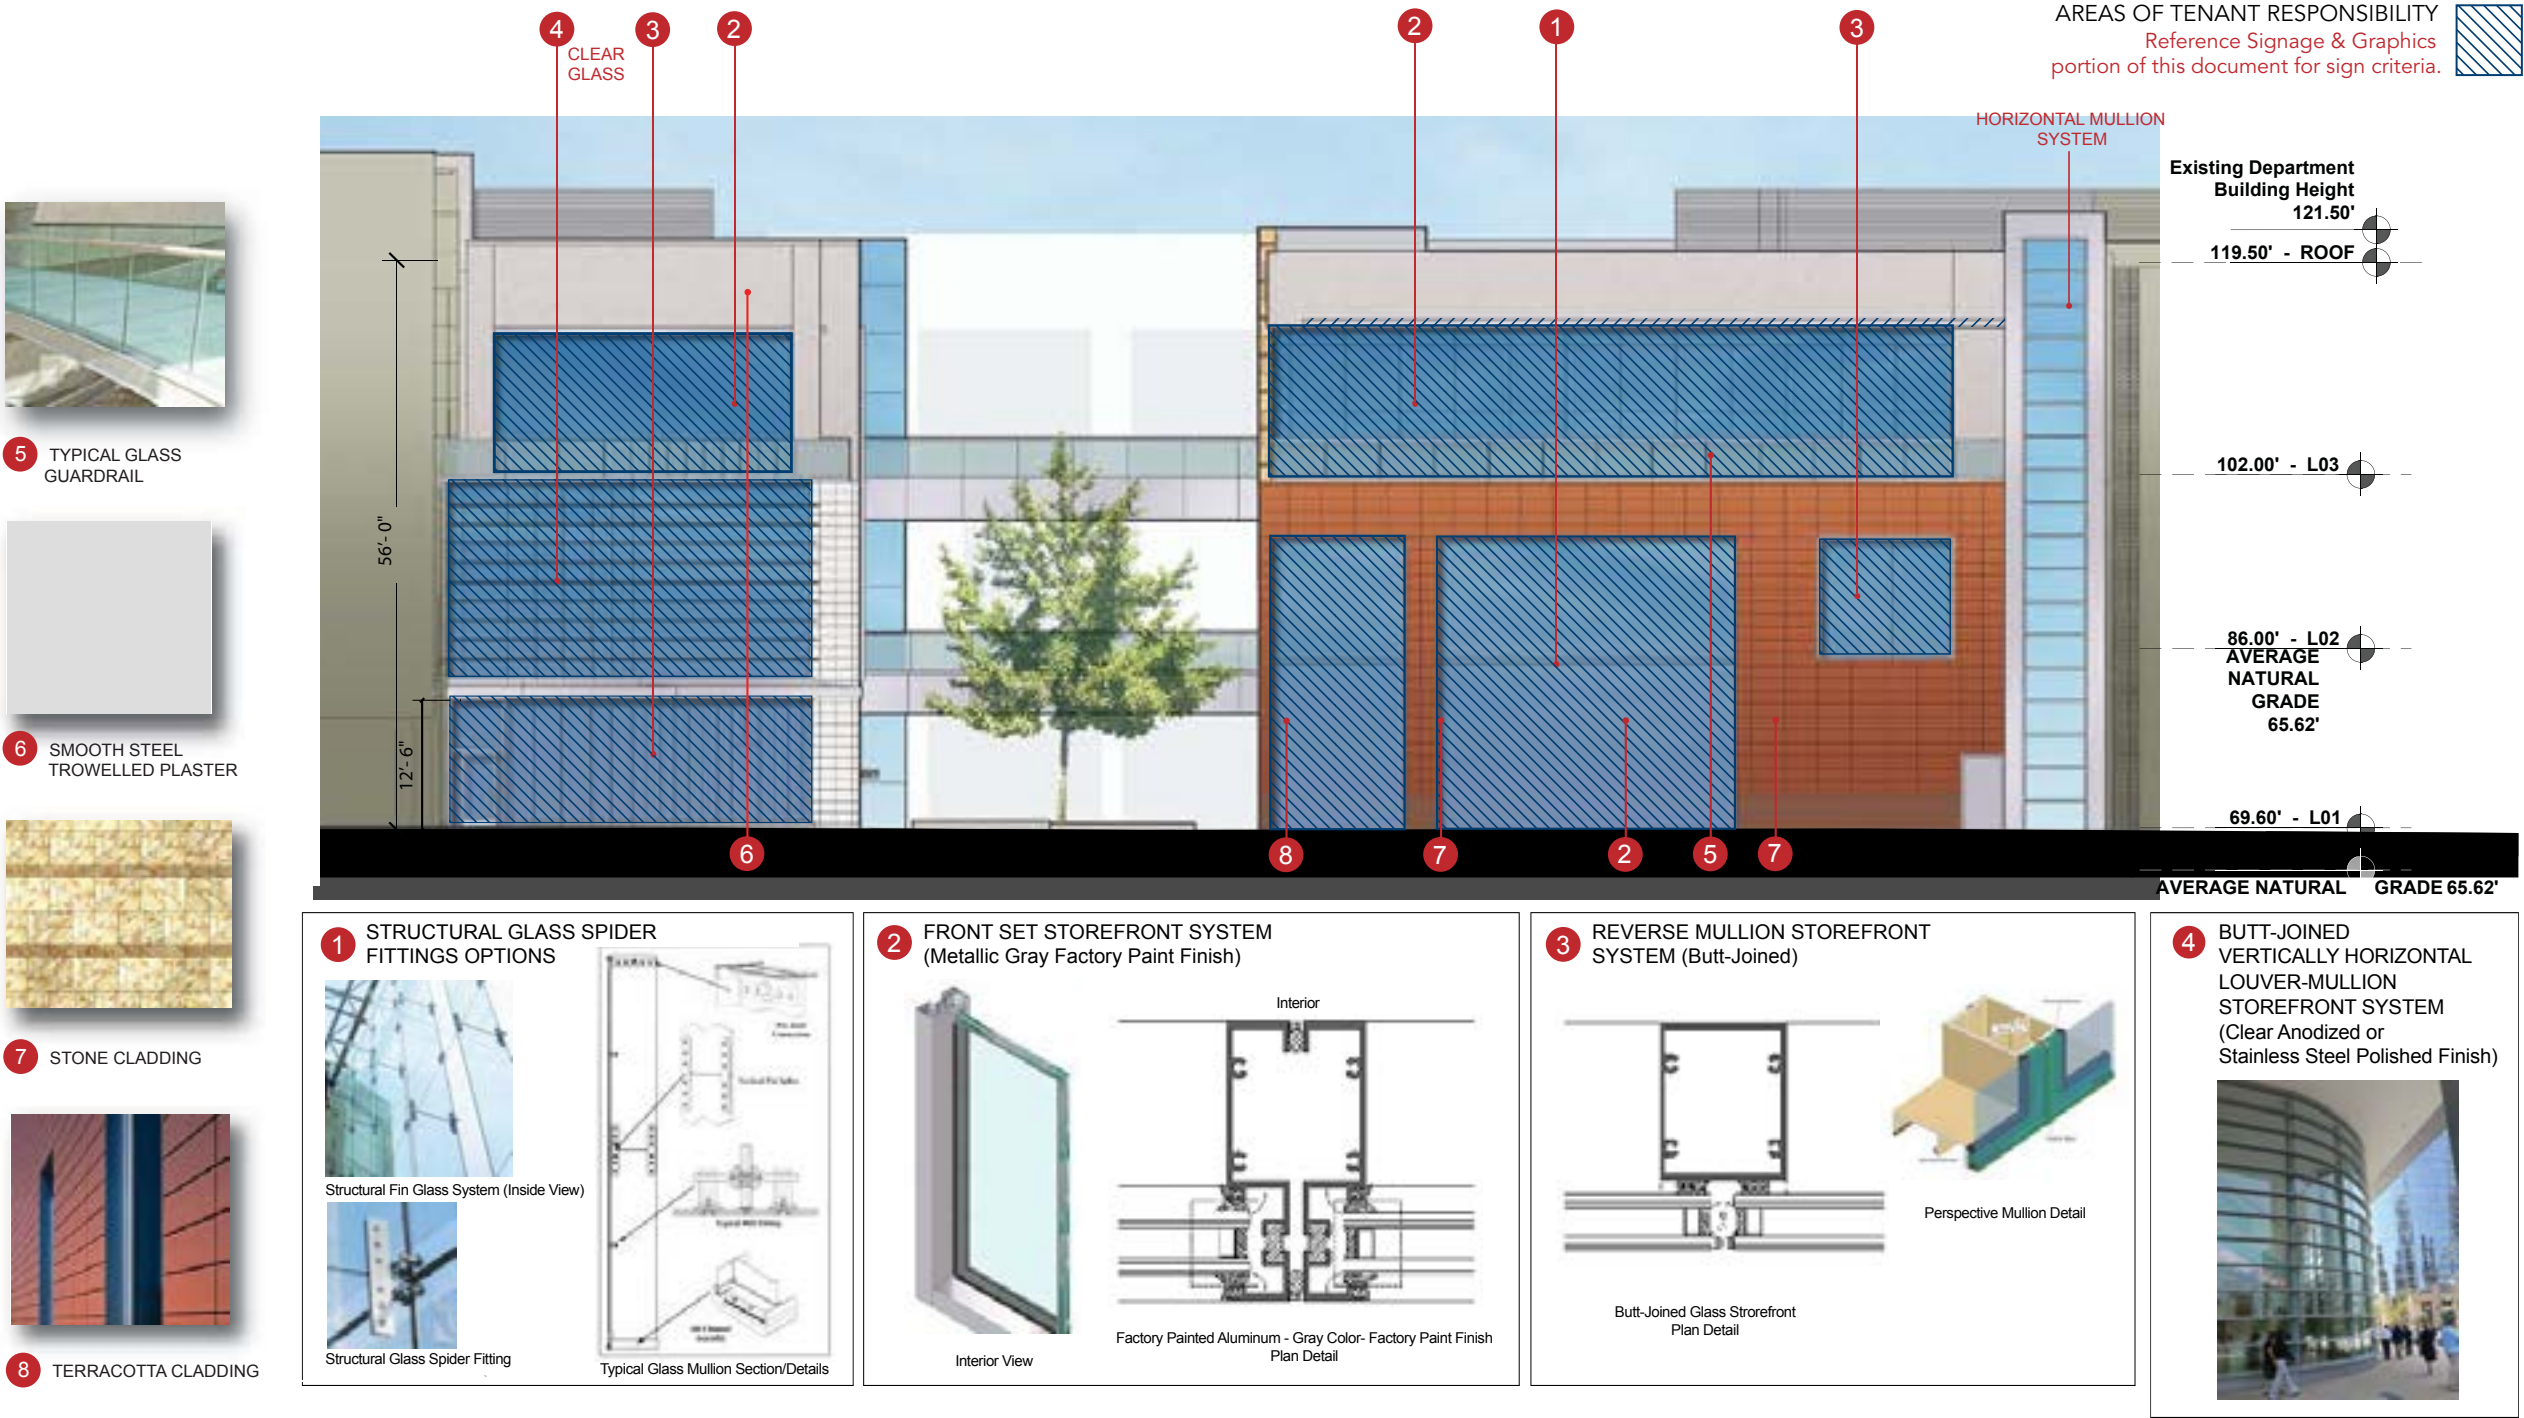 AREAS OF TENANT RESPONSIBILITY
Reference Signage & Graphics
portion of this document for sign criteria.
4
3
2
2
1
3
CLEAR
GLASS
HORIZONTAL MULLION
SYSTEM
Existing Department
Building Height
121.50'
119.50' - ROOF
102.00' - L03
86.00' - L02
AVERAGE
NATURAL
GRADE
65.62'
69.60' - L01
AVERAGE NATURAL GRADE 65.62'
56'- 0"
12'- 6"
6
8
7
2
5
7
5 TYPICAL GLASS
GUARDRAIL
6 SMOOTH STEEL
TROWELLED PLASTER
7 STONE CLADDING
8 TERRACOTTA CLADDING
1 STRUCTURAL GLASS SPIDER
FITTINGS OPTIONS
Structural Fin Glass System (Inside View)
Structural Glass Spider Fitting
Typical Glass Mullion Section/Details
2 FRONT SET STOREFRONT SYSTEM
(Metallic Gray Factory Paint Finish)
Interior
Interior View
Factory Painted Aluminum - Gray Color- Factory Paint Finish
Plan Detail
3 REVERSE MULLION STOREFRONT
SYSTEM (Butt-Joined)
Perspective Mullion Detail
Butt-Joined Glass Strorefront
Plan Detail
4 BUTT-JOINED
VERTICALLY HORIZONTAL
LOUVER-MULLION
STOREFRONT SYSTEM
(Clear Anodized or
Stainless Steel Polished Finish)